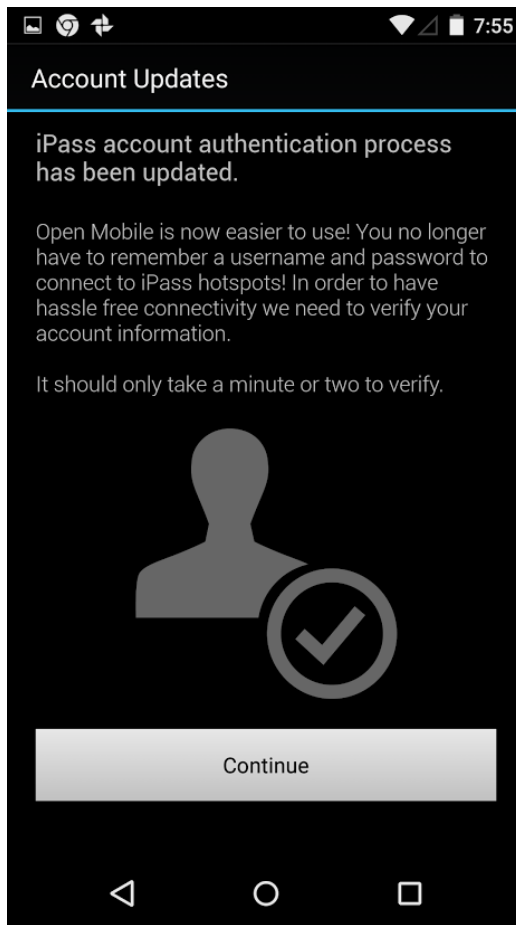 7:55
Account Updates
iPass account authentication process
has been updated.
Open Mobile is now easier to use! You no longer
have to remember a username and password to
connect to iPass hotspots! In order to have
hassle free connectivity we need to verify your
account information.
It should only take a minute or two to verify.
Continue